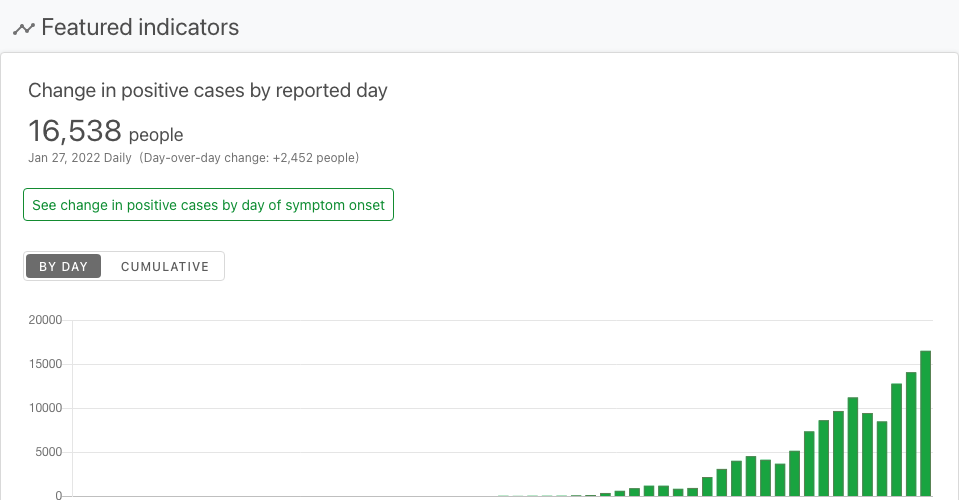 Featured indicators
Change in positive cases by reported day
16,538 people
Jan 27, 2022 Daily (Day-over-day change: +2,452 people)
See change in positive cases by day of symptom onset
BY DAY CUMULATIVE
20000
15000
10000
5000
0